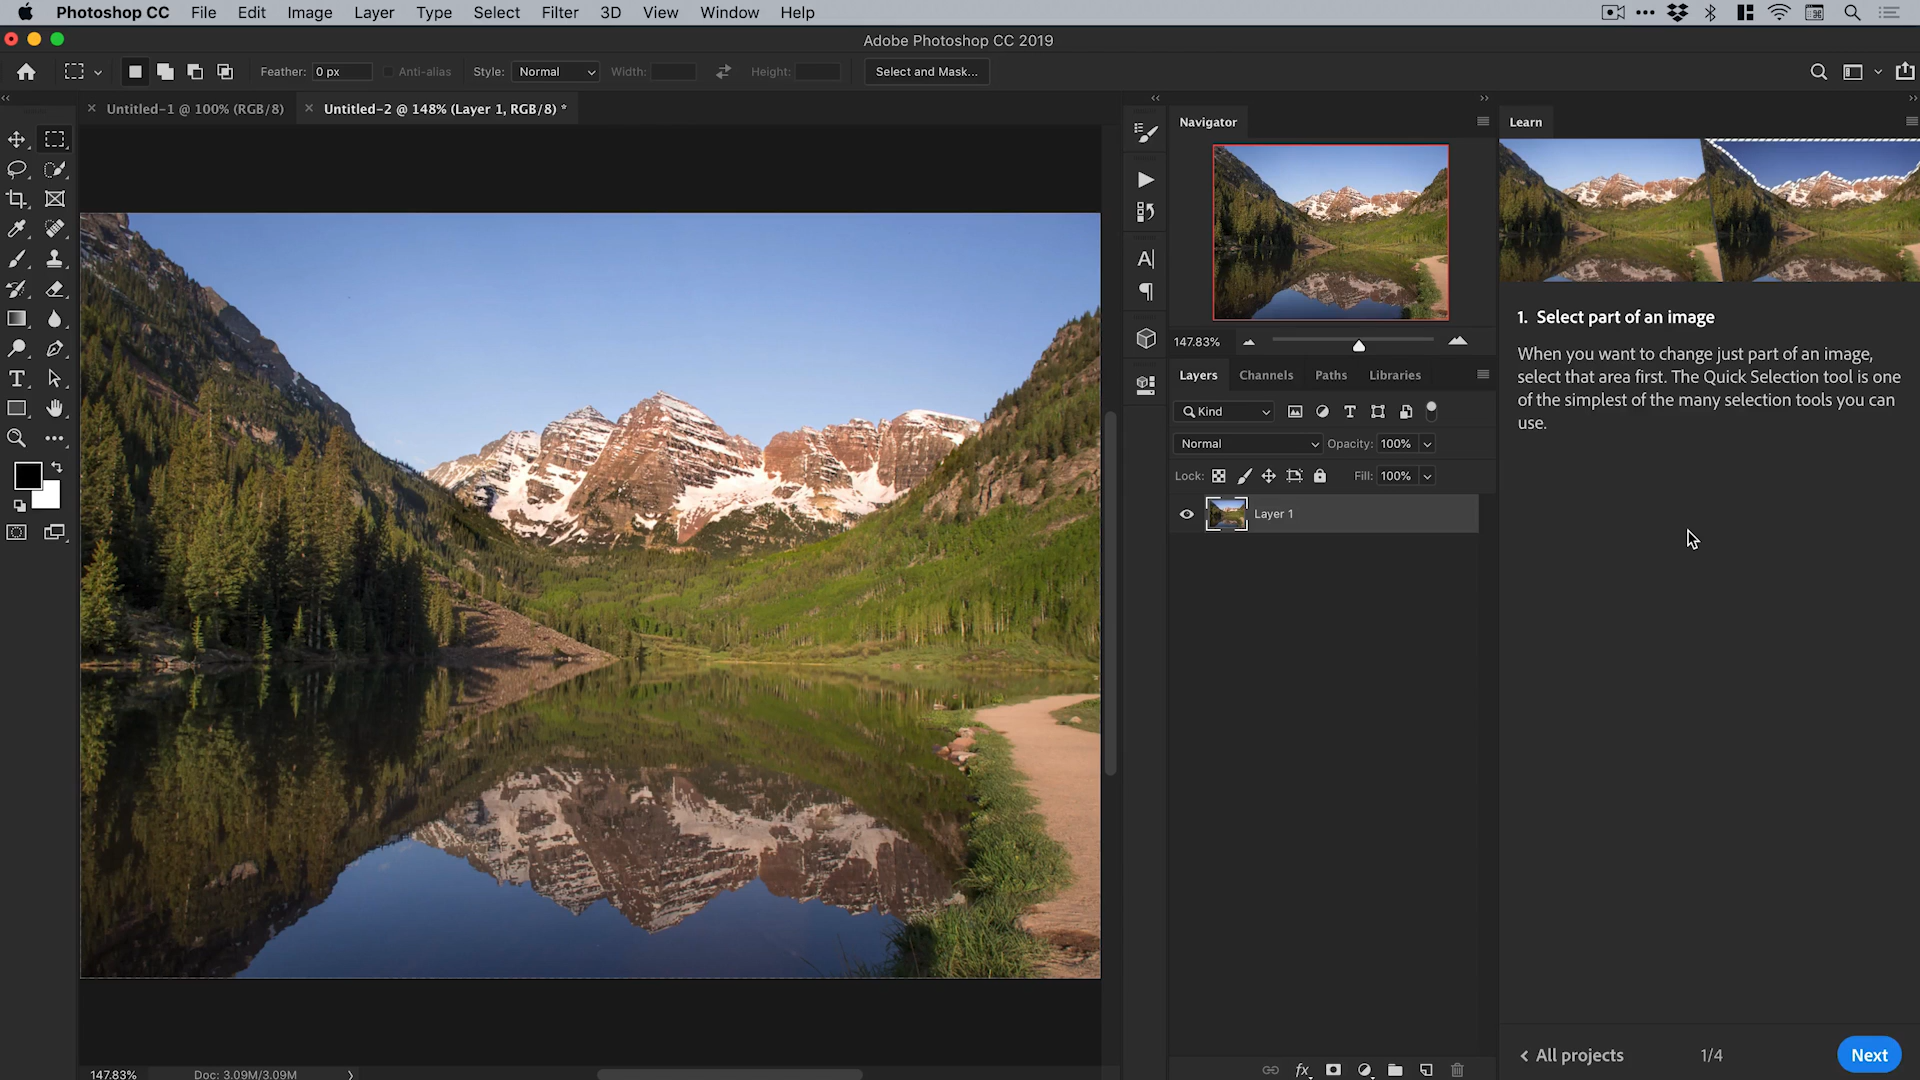 Photoshop CC File Edit Image Layer Type Select Filter 3D View Window Help
Adobe Photoshop CC 2019
Feather: 0 px Anti-alias Style: Normal Width: Height: Select and Mask...
Untitled-1 @ 100% (RGB/8) Untitled-2 @ 148% (Layer 1, RGB/8) *
Navigator
147.83%
Layers Channels Paths Libraries
Kind
Normal Opacity: 100%
Lock: Fill: 100%
Layer 1
fx
Learn
1. Select part of an image
When you want to change just part of an image,
select that area first. The Quick Selection tool is one
of the simplest of the many selection tools you can
use.
All projects 1/4 Next
147.83% Doc: 3.09M/3.09M